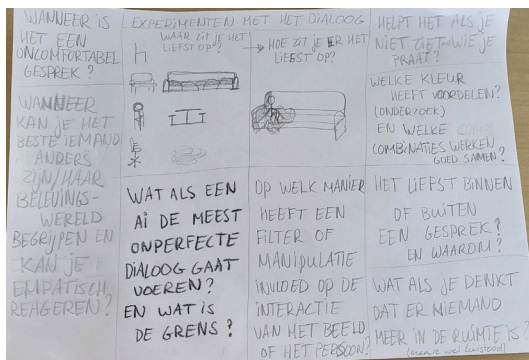 WANNEER IS
HET EEN
ONCOMFORTABEL
GESPREK?
EXPERIMENTEN MET HET DIALOOG
WAAR ZIT JE HET
LIEFST OP?
→ HOE ZIT JE ER HET
LIEFST OP?
HELPT HET ALS JE
NIET ZIET WIE JE
PRAAT?
WELKE KLEUR
HEEFT VOORDELEN?
(ONDERZOEK)
EN WELKE
COMBINATIES WERKEN
GOED SAMEN?
WANNEER
KAN JE HET
BESTE IEMAND
ANDERS
ZIJN/HAAR
BELEVINGS-
WERELD
BEGRIJPEN EN
KAN JE
EMPATISCH
REAGEREN?
WAT ALS EEN
Ai DE MEEST
ONPERFECTE
DIALOOG GAAT
VOEREN?
EN WAT IS
DE GRENS?
OP WELK MANIER
HEEFT EEN
FILTER OF
MANIPULATIE
INVLOED OP DE
INTERACTIE
VAN HET BEELD
OF HET PERSOON?
HET LIEFST BINNEN
OF BUITEN
EEN GESPREK?
EN WAAROM?
WAT ALS JE DENKT
DAT ER NIEMAND
MEER IN DE RUIMTE IS?